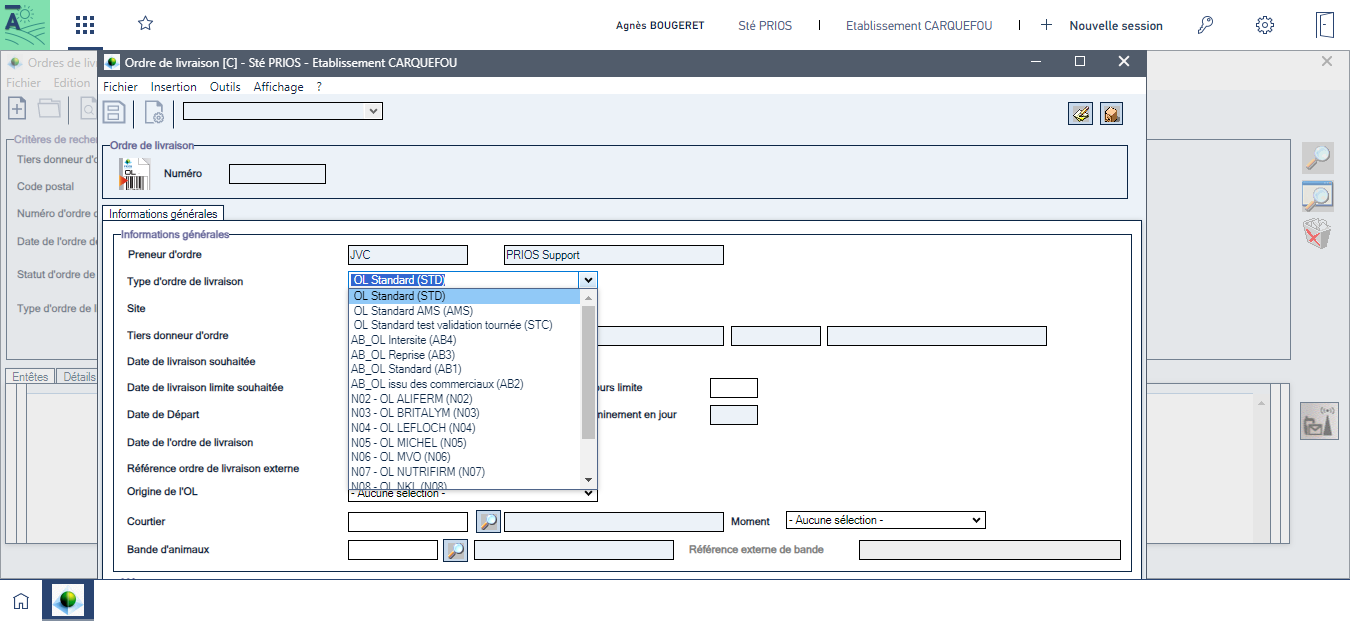 Agnès BOUGERET Sté PRIOS | Etablissement CARQUEFOU | + Nouvelle session
Ordres de liv
Fichier Edition
Critères de reche
Tiers donneur d'o
Code postal
Numéro d'ordre d
Date de l'ordre de
Statut d'ordre de
Type d'ordre de l
Entêtes Détails
Ordre de livraison [C] - Sté PRIOS - Etablissement CARQUEFOU
Fichier Insertion Outils Affichage ?
Ordre de livraison
OL
Numéro
Informations générales
Informations générales
Preneur d'ordre JVC PRIOS Support
Type d'ordre de livraison OL Standard (STD)
OL Standard (STD)
OL Standard AMS (AMS)
OL Standard test validation tournée (STC)
AB_OL Intersite (AB4)
AB_OL Reprise (AB3)
AB_OL Standard (AB1)
AB_OL issu des commerciaux (AB2)
N02 - OL ALIFERM (N02)
N03 - OL BRITALYM (N03)
N04 - OL LEFLOCH (N04)
N05 - OL MICHEL (N05)
N06 - OL MVO (N06)
N07 - OL NUTRIFIRM (N07)
N08 - OL NKL (N08)
Site
Tiers donneur d'ordre
Date de livraison souhaitée
Date de livraison limite souhaitée urs limite
Date de Départ ninement en jour
Date de l'ordre de livraison
Référence ordre de livraison externe
Origine de l'OL - Aucune sélection -
Courtier Moment - Aucune sélection -
Bande d'animaux Référence externe de bande